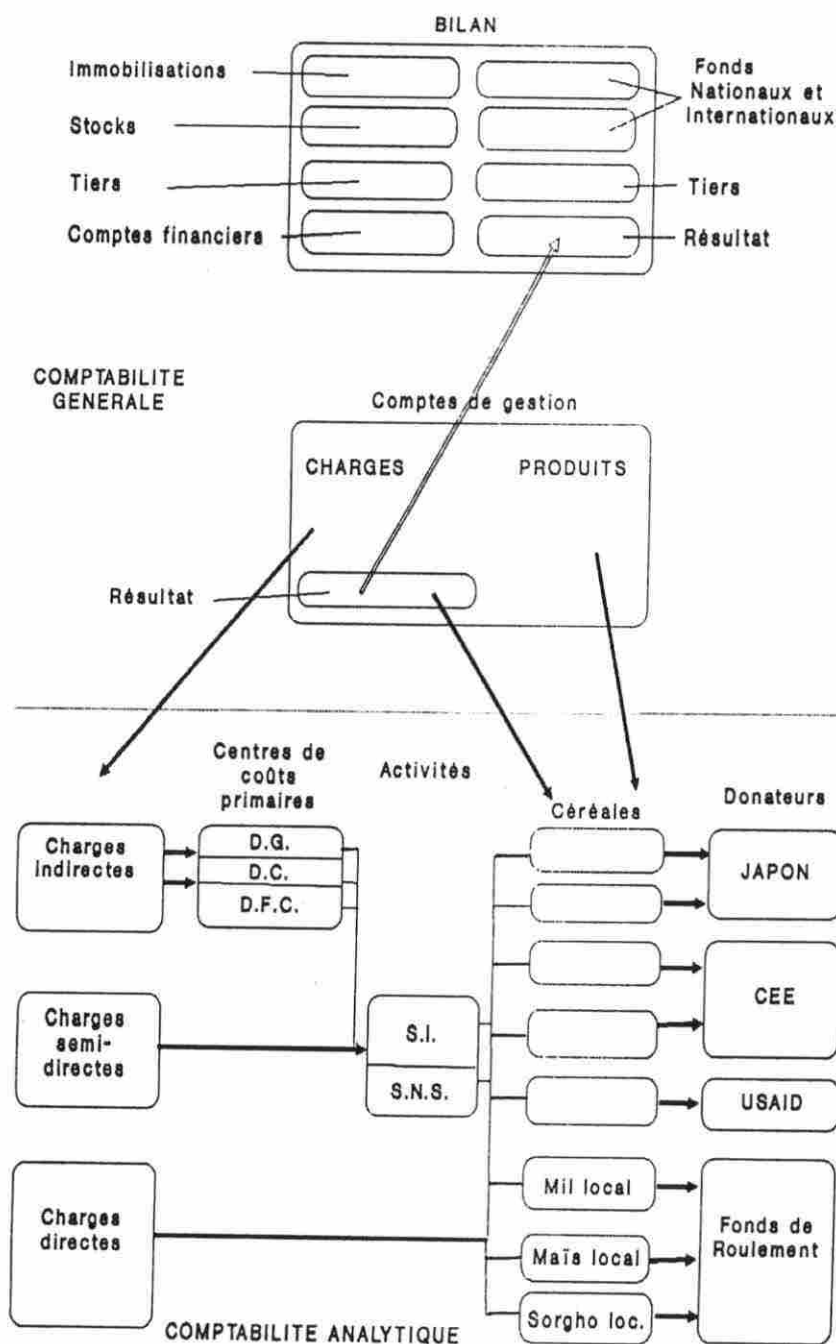 BILAN
Immobilisations
Fonds
Nationaux et
Internationaux
Stocks
Tiers
Tiers
Comptes financiers
Résultat
COMPTABILITE
GENERALE
Comptes de gestion
CHARGES
PRODUITS
Résultat
Centres de
coûts
primaires
Activités
Céréales
Donateurs
Charges
indirectes
D.G.
D.C.
D.F.C.
JAPON
CEE
Charges
semi-
directes
S.I.
S.N.S.
USAID
Charges
directes
Mil local
Maïs local
Sorgho loc.
Fonds de
Roulement
COMPTABILITE ANALYTIQUE